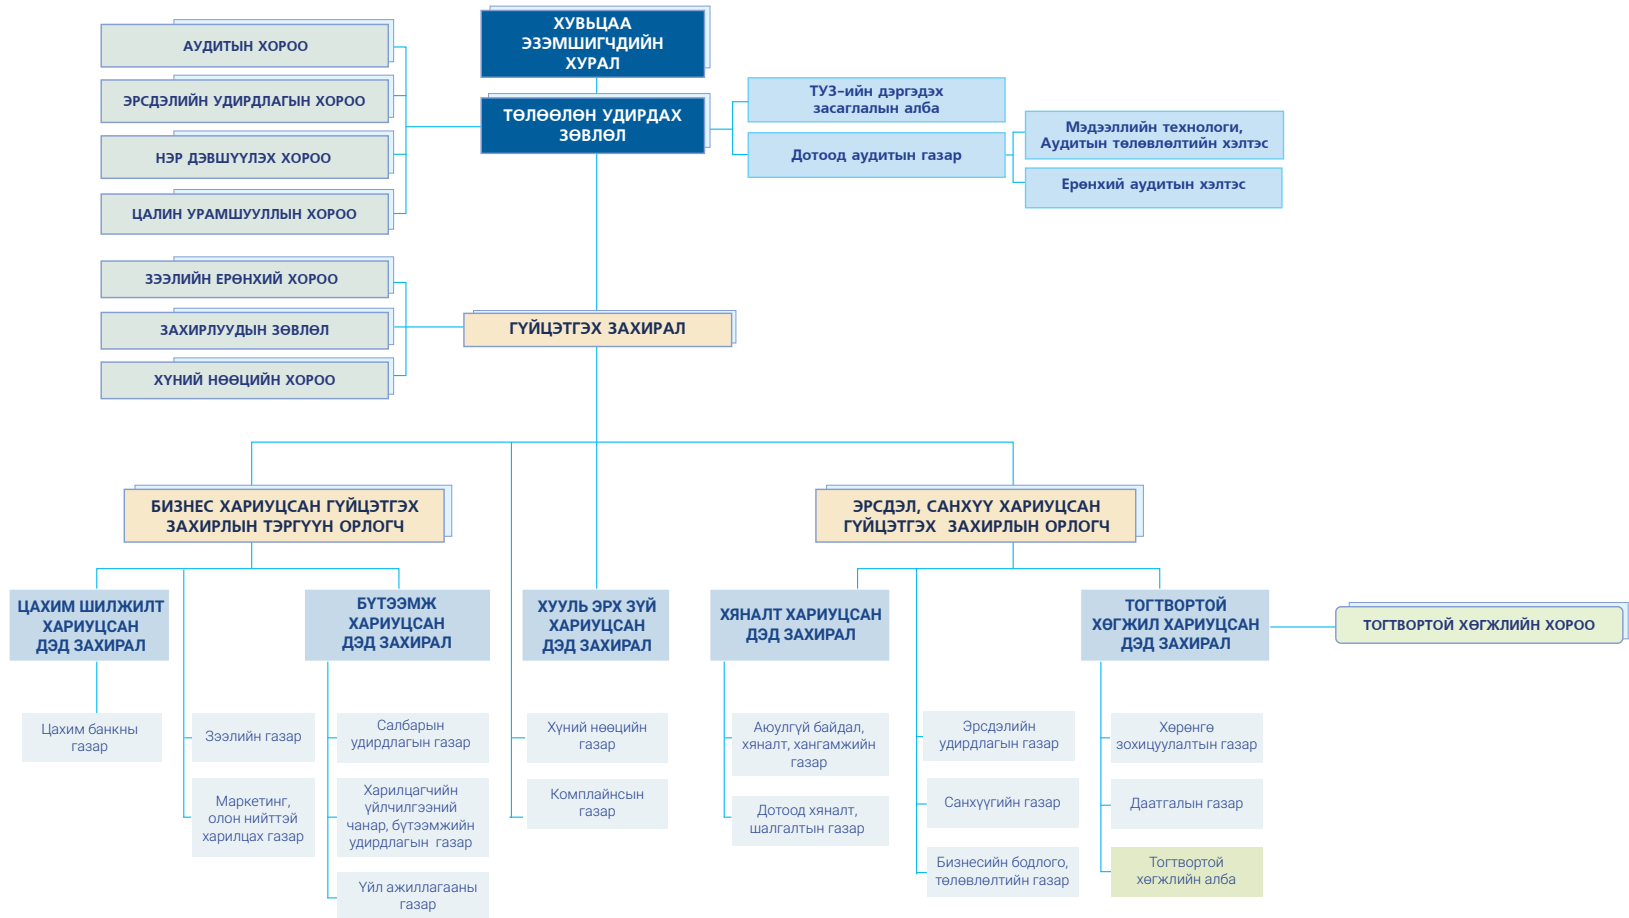 ХУВЬЦАА
ЭЗЭМШИГЧДИЙН
ХУРАЛ
ТӨЛӨӨЛӨН УДИРДАХ
ЗӨВЛӨЛ
АУДИТЫН ХОРОО
ЭРСДЭЛИЙН УДИРДЛАГЫН ХОРОО
НЭР ДЭВШҮҮЛЭХ ХОРОО
ЦАЛИН УРАМШУУЛЛЫН ХОРОО
ТУЗ-ийн дэргэдэх
засаглалын алба
Дотоод аудитын газар
Мэдээллийн технологи,
Аудитын төлөвлөлтийн хэлтэс
Ерөнхий аудитын хэлтэс
ЗЭЭЛИЙН ЕРӨНХИЙ ХОРОО
ЗАХИРЛУУДЫН ЗӨВЛӨЛ
ХҮНИЙ НӨӨЦИЙН ХОРОО
ГҮЙЦЭТГЭХ ЗАХИРАЛ
БИЗНЕС ХАРИУЦСАН ГҮЙЦЭТГЭХ
ЗАХИРЛЫН ТЭРГҮҮН ОРЛОГЧ
ЭРСДЭЛ, САНХҮҮ ХАРИУЦСАН
ГҮЙЦЭТГЭХ ЗАХИРЛЫН ОРЛОГЧ
ЦАХИМ ШИЛЖИЛТ
ХАРИУЦСАН
ДЭД ЗАХИРАЛ
БҮТЭЭМЖ
ХАРИУЦСАН
ДЭД ЗАХИРАЛ
ХУУЛЬ ЭРХ ЗҮЙ
ХАРИУЦСАН
ДЭД ЗАХИРАЛ
ХЯНАЛТ ХАРИУЦСАН
ДЭД ЗАХИРАЛ
ТОГТВОРТОЙ
ХӨГЖИЛ ХАРИУЦСАН
ДЭД ЗАХИРАЛ
ТОГТВОРТОЙ ХӨГЖЛИЙН ХОРОО
Цахим банкны
газар
Зээлийн газар
Маркетинг,
олон нийттэй
харилцах газар
Салбарын
удирдлагын газар
Харилцагчийн
үйлчилгээний
чанар, бүтээмжийн
удирдлагын газар
Үйл ажиллагааны
газар
Хүний нөөцийн
газар
Комплайнсын
газар
Аюулгүй байдал,
хяналт, хангамжийн
газар
Дотоод хяналт,
шалгалтын газар
Эрсдэлийн
удирдлагын газар
Санхүүгийн газар
Бизнесийн бодлого,
төлөвлөлтийн газар
Хөрөнгө
зохицуулалтын газар
Даатгалын газар
Тогтвортой
хөгжлийн алба